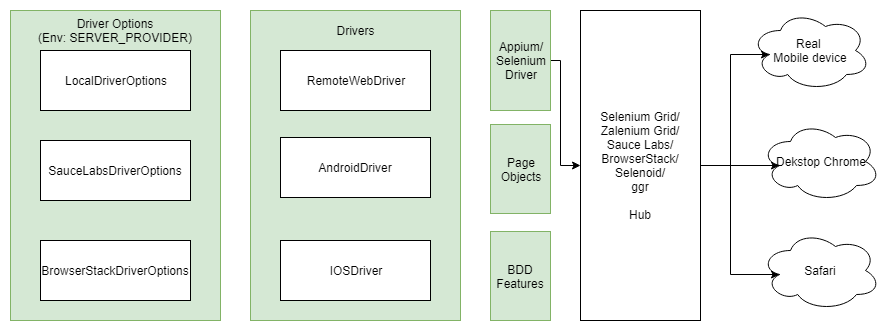 Driver Options
(Env: SERVER_PROVIDER)
LocalDriverOptions
SauceLabsDriverOptions
BrowserStackDriverOptions
Drivers
RemoteWebDriver
AndroidDriver
IOSDriver
Appium/
Selenium
Driver
Page
Objects
BDD
Features
Selenium Grid/
Zalenium Grid/
Sauce Labs/
BrowserStack/
Selenoid/
ggr
Hub
Real
Mobile device
Dekstop Chrome
Safari